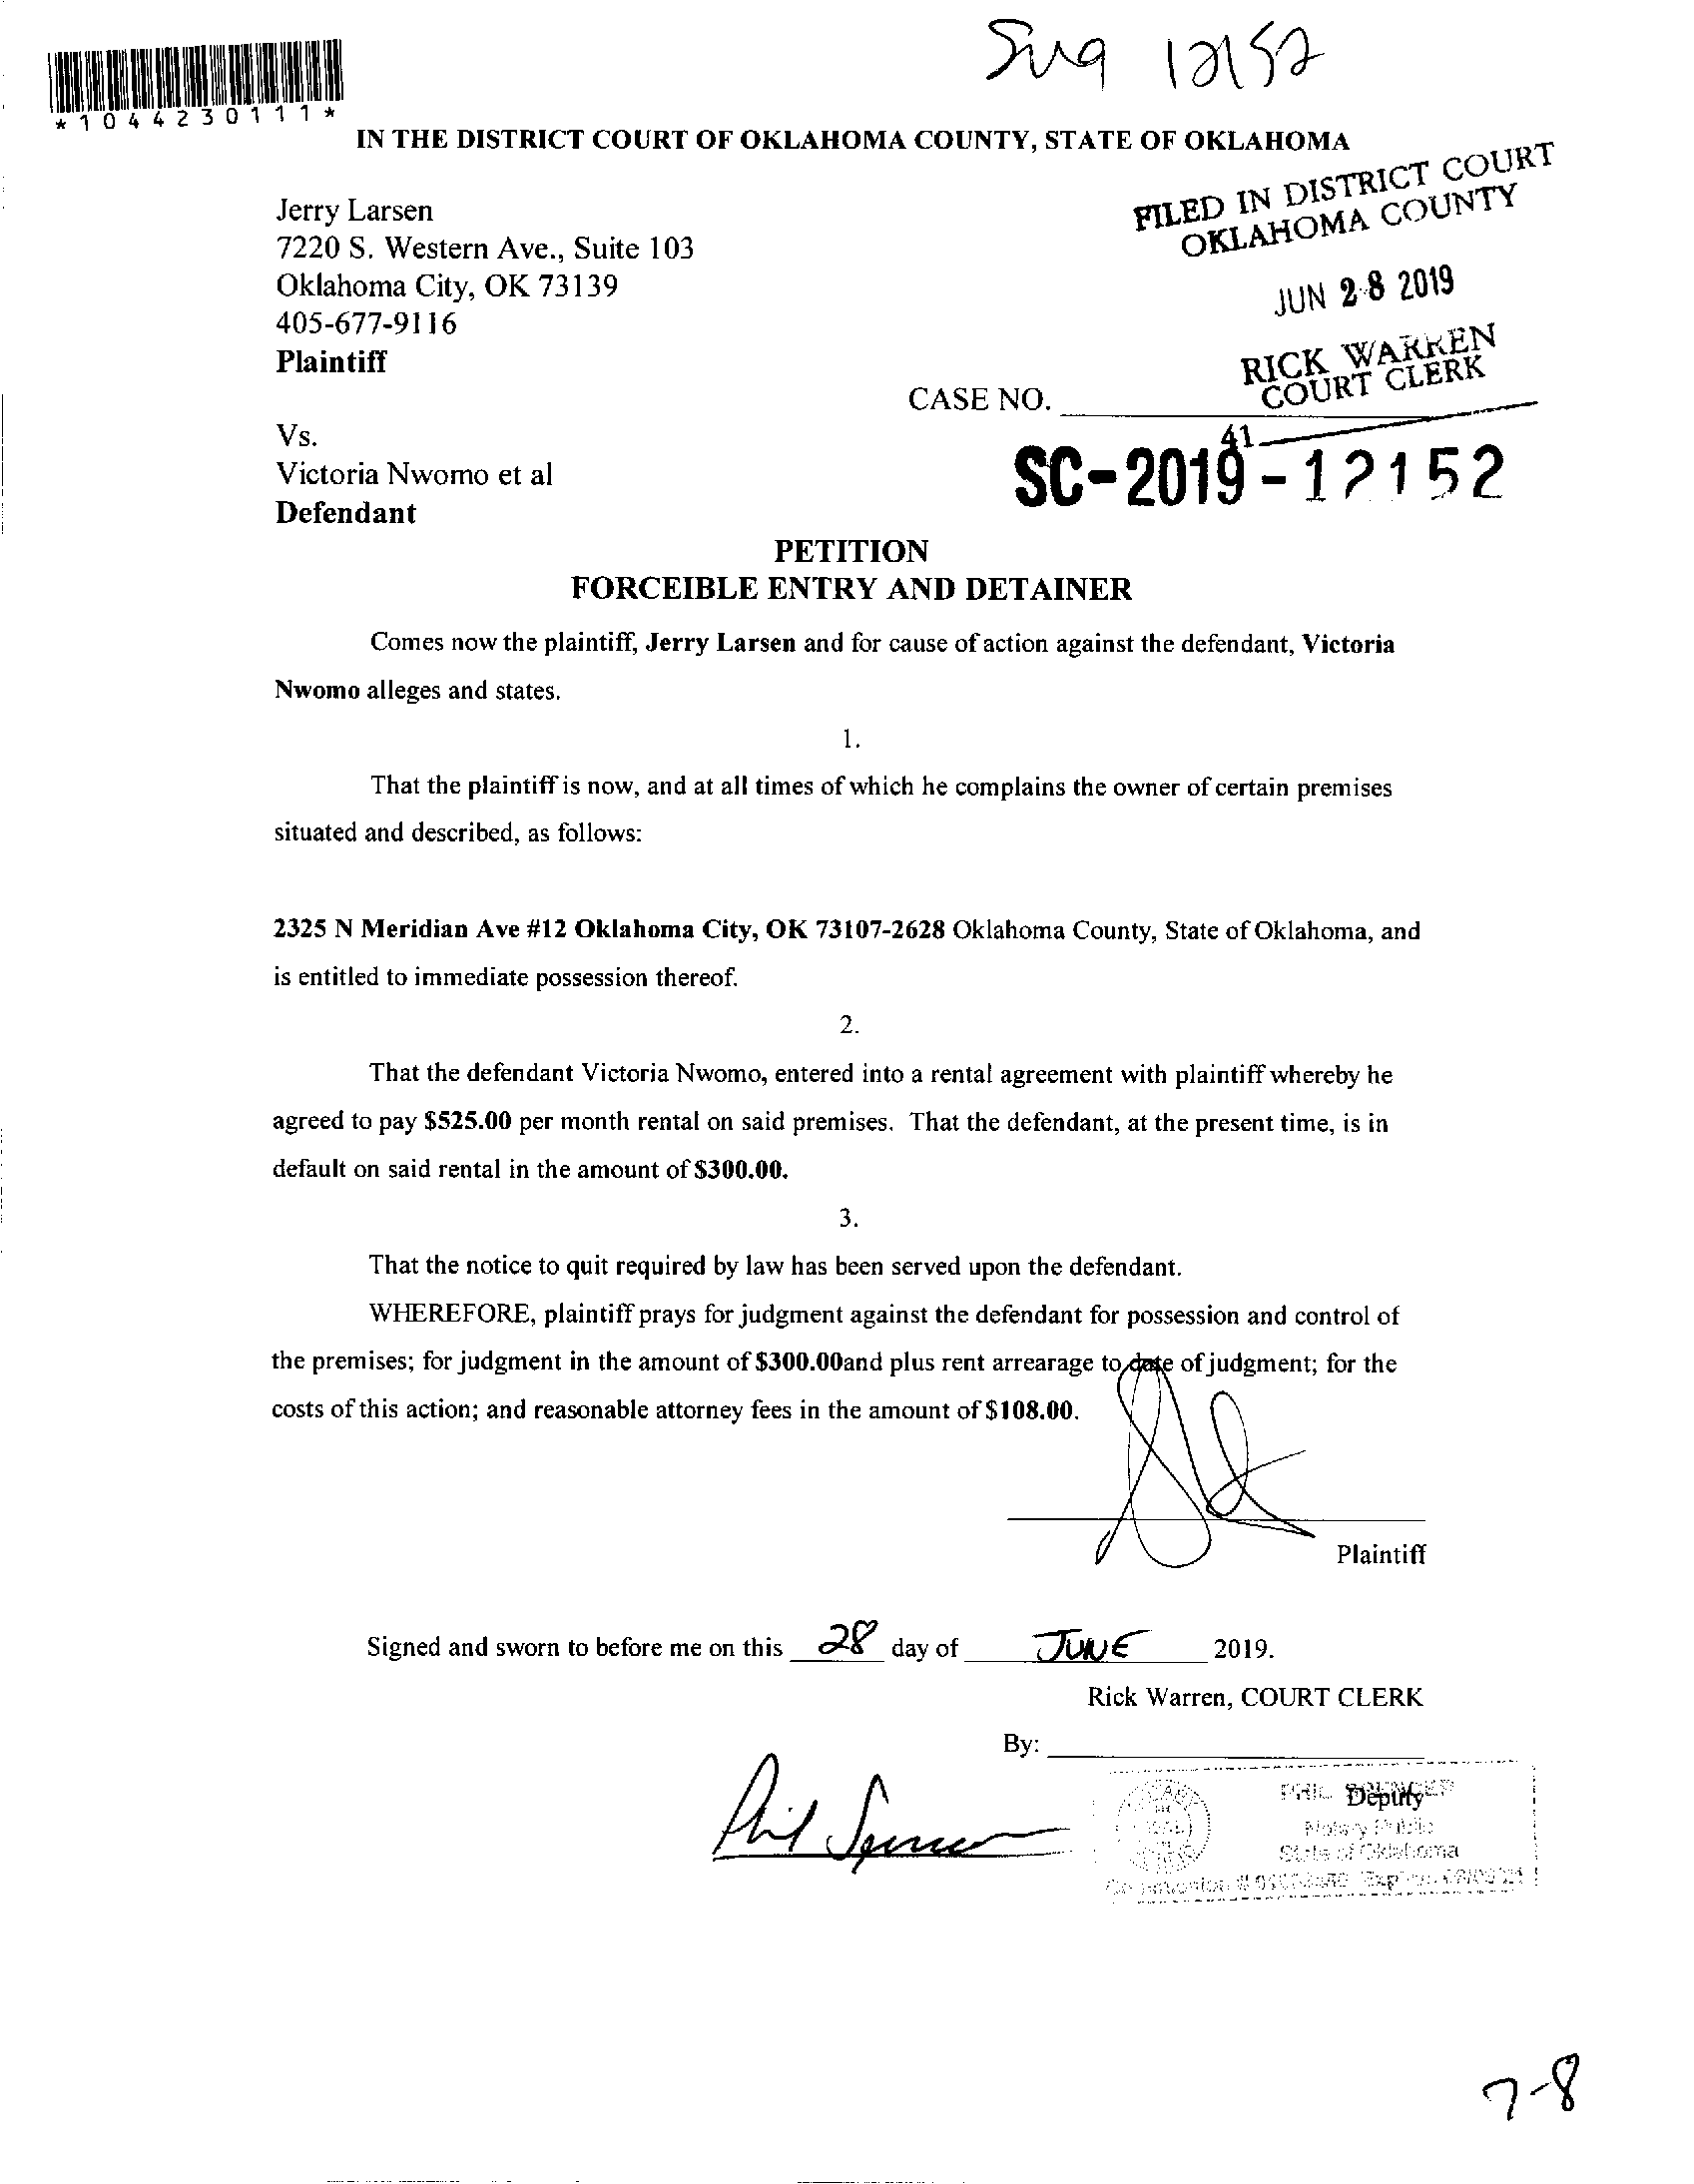 12152
*1044230111*
IN THE DISTRICT COURT OF OKLAHOMA COUNTY, STATE OF OKLAHOMA
FILED IN DISTRICT COURT
OKLAHOMA COUNTY
JUN 28 2019
RICK WARREN
COURT CLERK
41
Jerry Larsen
7220 S. Western Ave., Suite 103
Oklahoma City, OK 73139
405-677-9116
Plaintiff
CASE NO.
Vs.
SC-2019-12152
Victoria Nwomo et al
Defendant
PETITION
FORCEIBLE ENTRY AND DETAINER
Comes now the plaintiff, Jerry Larsen and for cause of action against the defendant, Victoria
Nwomo alleges and states.
1.
That the plaintiff is now, and at all times of which he complains the owner of certain premises
situated and described, as follows:
2325 N Meridian Ave #12 Oklahoma City, OK 73107-2628 Oklahoma County, State of Oklahoma, and
is entitled to immediate possession thereof.
2.
That the defendant Victoria Nwomo, entered into a rental agreement with plaintiff whereby he
agreed to pay $525.00 per month rental on said premises. That the defendant, at the present time, is in
default on said rental in the amount of $300.00.
3.
That the notice to quit required by law has been served upon the defendant.
WHEREFORE, plaintiff prays for judgment against the defendant for possession and control of
the premises; for judgment in the amount of $300.00and plus rent arrearage to date of judgment; for the
costs of this action; and reasonable attorney fees in the amount of $108.00.
Plaintiff
Signed and sworn to before me on this 28 day of JUNE 2019.
Rick Warren, COURT CLERK
By:
Phil Spencer
PHIL SPENCER
Deputy
Notary Public
State of Oklahoma
7-8